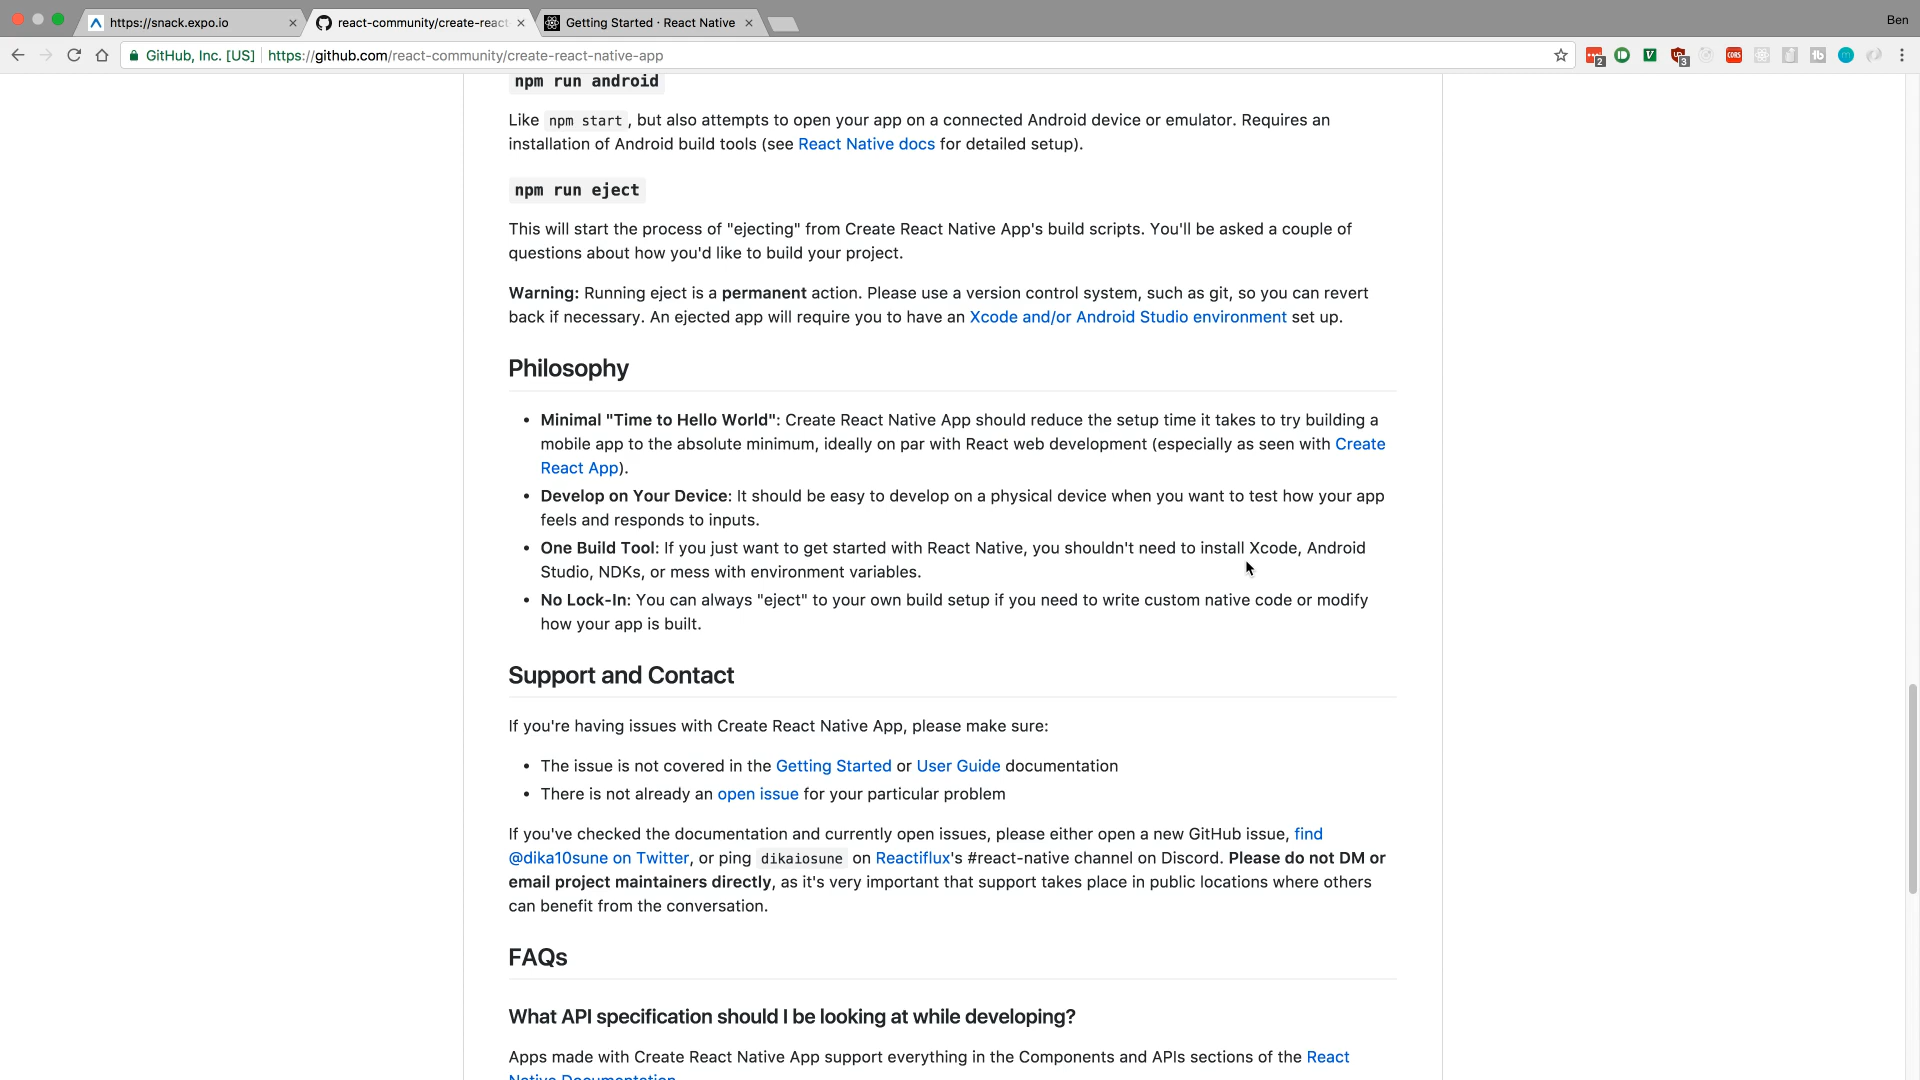 https://snack.expo.io
react-community/create-react
Getting Started · React Native
Ben
GitHub, Inc. [US]
https://github.com/react-community/create-react-native-app
2
V
3
CORS
npm run android
Like npm start , but also attempts to open your app on a connected Android device or emulator. Requires an
installation of Android build tools (see React Native docs for detailed setup).
npm run eject
This will start the process of "ejecting" from Create React Native App's build scripts. You'll be asked a couple of
questions about how you'd like to build your project.
Warning: Running eject is a permanent action. Please use a version control system, such as git, so you can revert
back if necessary. An ejected app will require you to have an Xcode and/or Android Studio environment set up.
Philosophy
• Minimal "Time to Hello World": Create React Native App should reduce the setup time it takes to try building a
mobile app to the absolute minimum, ideally on par with React web development (especially as seen with Create
React App).
• Develop on Your Device: It should be easy to develop on a physical device when you want to test how your app
feels and responds to inputs.
• One Build Tool: If you just want to get started with React Native, you shouldn't need to install Xcode, Android
Studio, NDKs, or mess with environment variables.
• No Lock-In: You can always "eject" to your own build setup if you need to write custom native code or modify
how your app is built.
Support and Contact
If you're having issues with Create React Native App, please make sure:
• The issue is not covered in the Getting Started or User Guide documentation
• There is not already an open issue for your particular problem
If you've checked the documentation and currently open issues, please either open a new GitHub issue, find
@dika10sune on Twitter, or ping dikaiosune on Reactiflux's #react-native channel on Discord. Please do not DM or
email project maintainers directly, as it's very important that support takes place in public locations where others
can benefit from the conversation.
FAQs
What API specification should I be looking at while developing?
Apps made with Create React Native App support everything in the Components and APIs sections of the React
Native Documentation